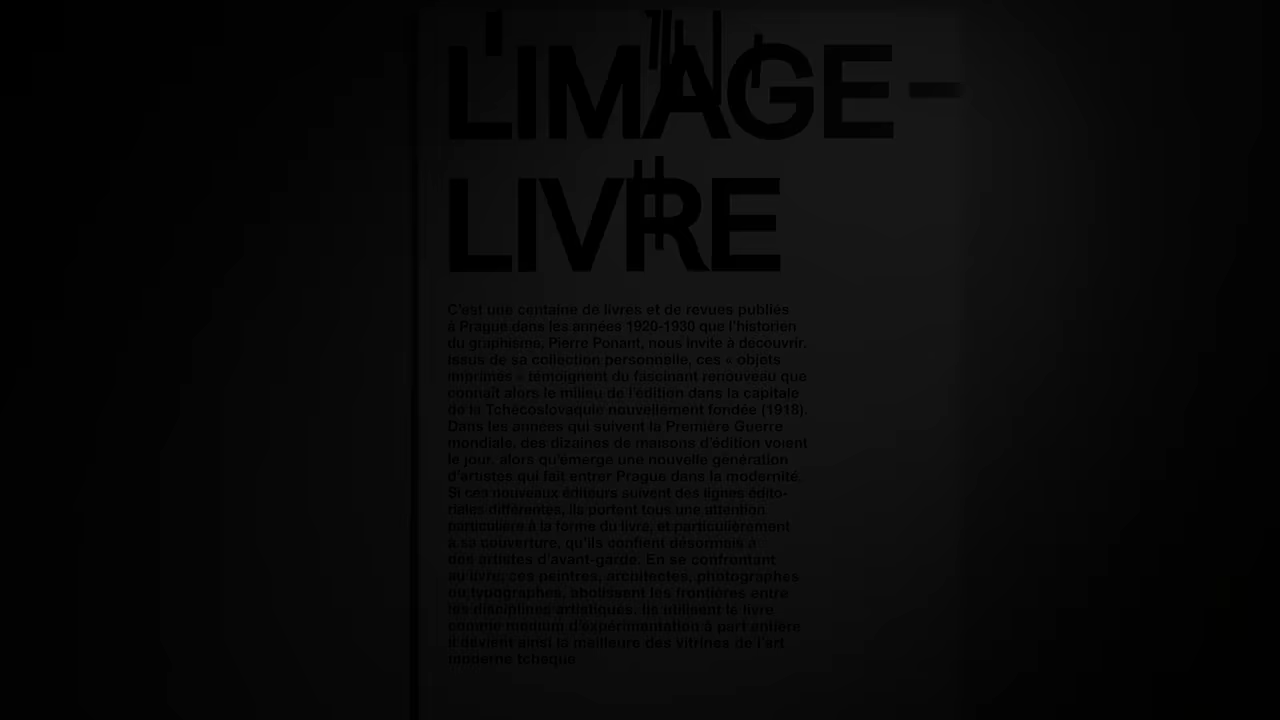 L'IMAGE-
LIVRE
C'est une centaine de livres et de revues publiés
à Prague dans les années 1920-1930 que l'historien
du graphisme, Pierre Ponant, nous invite à découvrir.
Issus de sa collection personnelle, ces « objets
imprimés » témoignent du fascinant renouveau que
connaît alors le milieu de l'édition dans la capitale
de la Tchécoslovaquie nouvellement fondée (1918).
Dans les années qui suivent la Première Guerre
mondiale, des dizaines de maisons d'édition voient
le jour, alors qu'émerge une nouvelle génération
d'artistes qui fait entrer Prague dans la modernité.
Si ces nouveaux éditeurs suivent des lignes édito-
riales différentes, ils portent tous une attention
particulière à la forme du livre, et particulièrement
à sa couverture, qu'ils confient désormais à
des artistes d'avant-garde. En se confrontant
au livre, ces peintres, architectes, photographes
ou typographes, abolissent les frontières entre
les disciplines artistiques. Ils utilisent le livre
comme medium d'expérimentation à part entière
Il devient ainsi la meilleure des vitrines de l'art
moderne tchèque